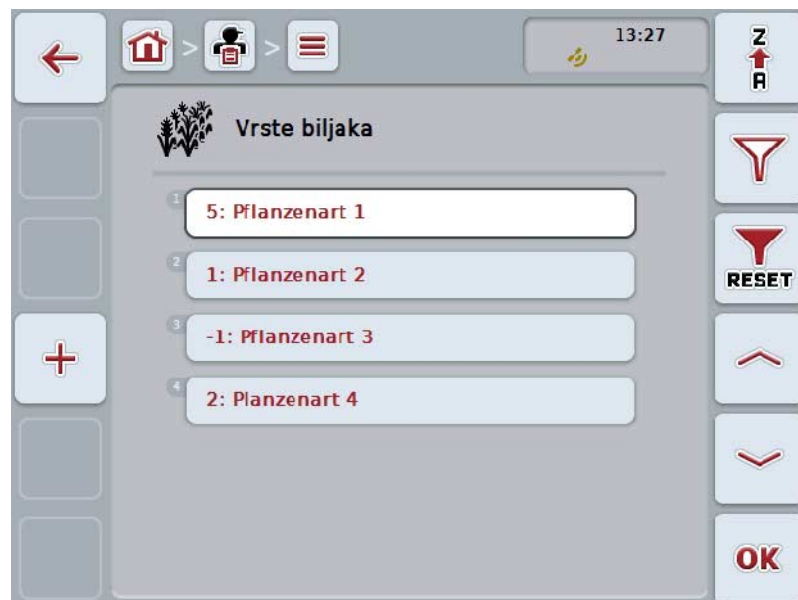 > >
13:27
Z
A
Vrste biljaka
1
5: Pflanzenart 1
2
1: Pflanzenart 2
RESET
3
-1: Pflanzenart 3
4
2: Planzenart 4
OK